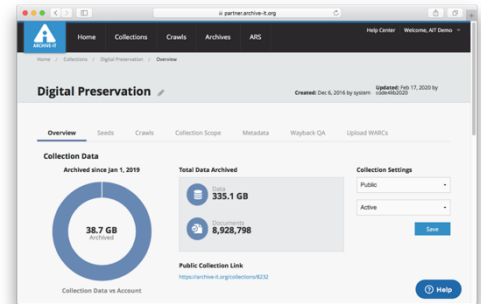 partner.archive-it.org
ARCHIVE-IT
Home
Collections
Crawls
Archives
ARS
Help Center
Welcome, AIT Demo
Home / Collections / Digital Preservation / Overview
Digital Preservation
Created: Dec 6, 2016 by system
Updated: Feb 17, 2020 by
Overview
Seeds
Crawls
Collection Scope
Metadata
Wayback QA
Upload WARCs
Collection Data
Archived since Jan 1, 2019
38.7 GB
Archived
Collection Data vs Account
Total Data Archived
Data
335.1 GB
Documents
8,928,798
Public Collection Link
https://archive-it.org/collections/8232
Collection Settings
Public
Active
Save
Help